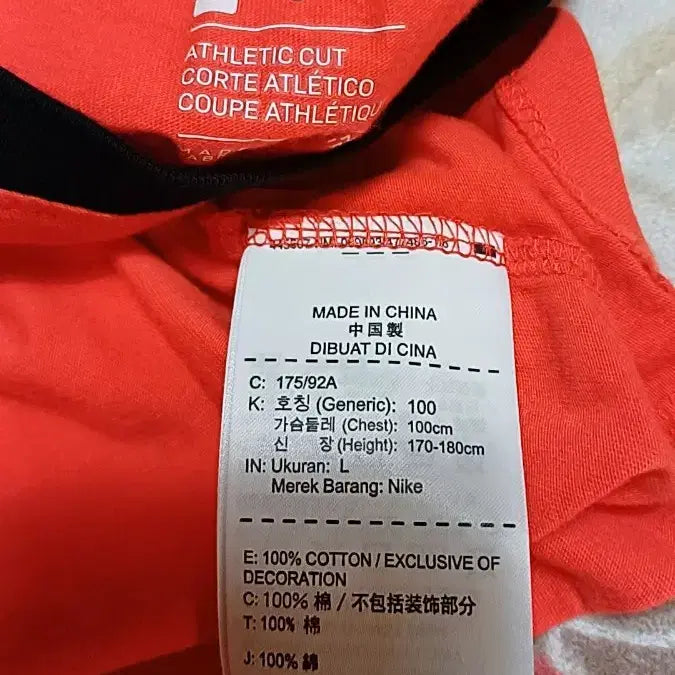 ATHLETIC CUT
CORTE ATLÉTICO
COUPE ATHLÉTIQU
MADE IN CHINA
中国製
DIBUAT DI CINA
C: 175/92A
K: 호칭 (Generic): 100
가슴둘레 (Chest): 100cm
신 장 (Height): 170-180cm
IN: Ukuran: L
Merek Barang: Nike
E: 100% COTTON / EXCLUSIVE OF
DECORATION
C: 100% 棉 / 不包括装饰部分
T: 100% 棉
J: 100% 綿